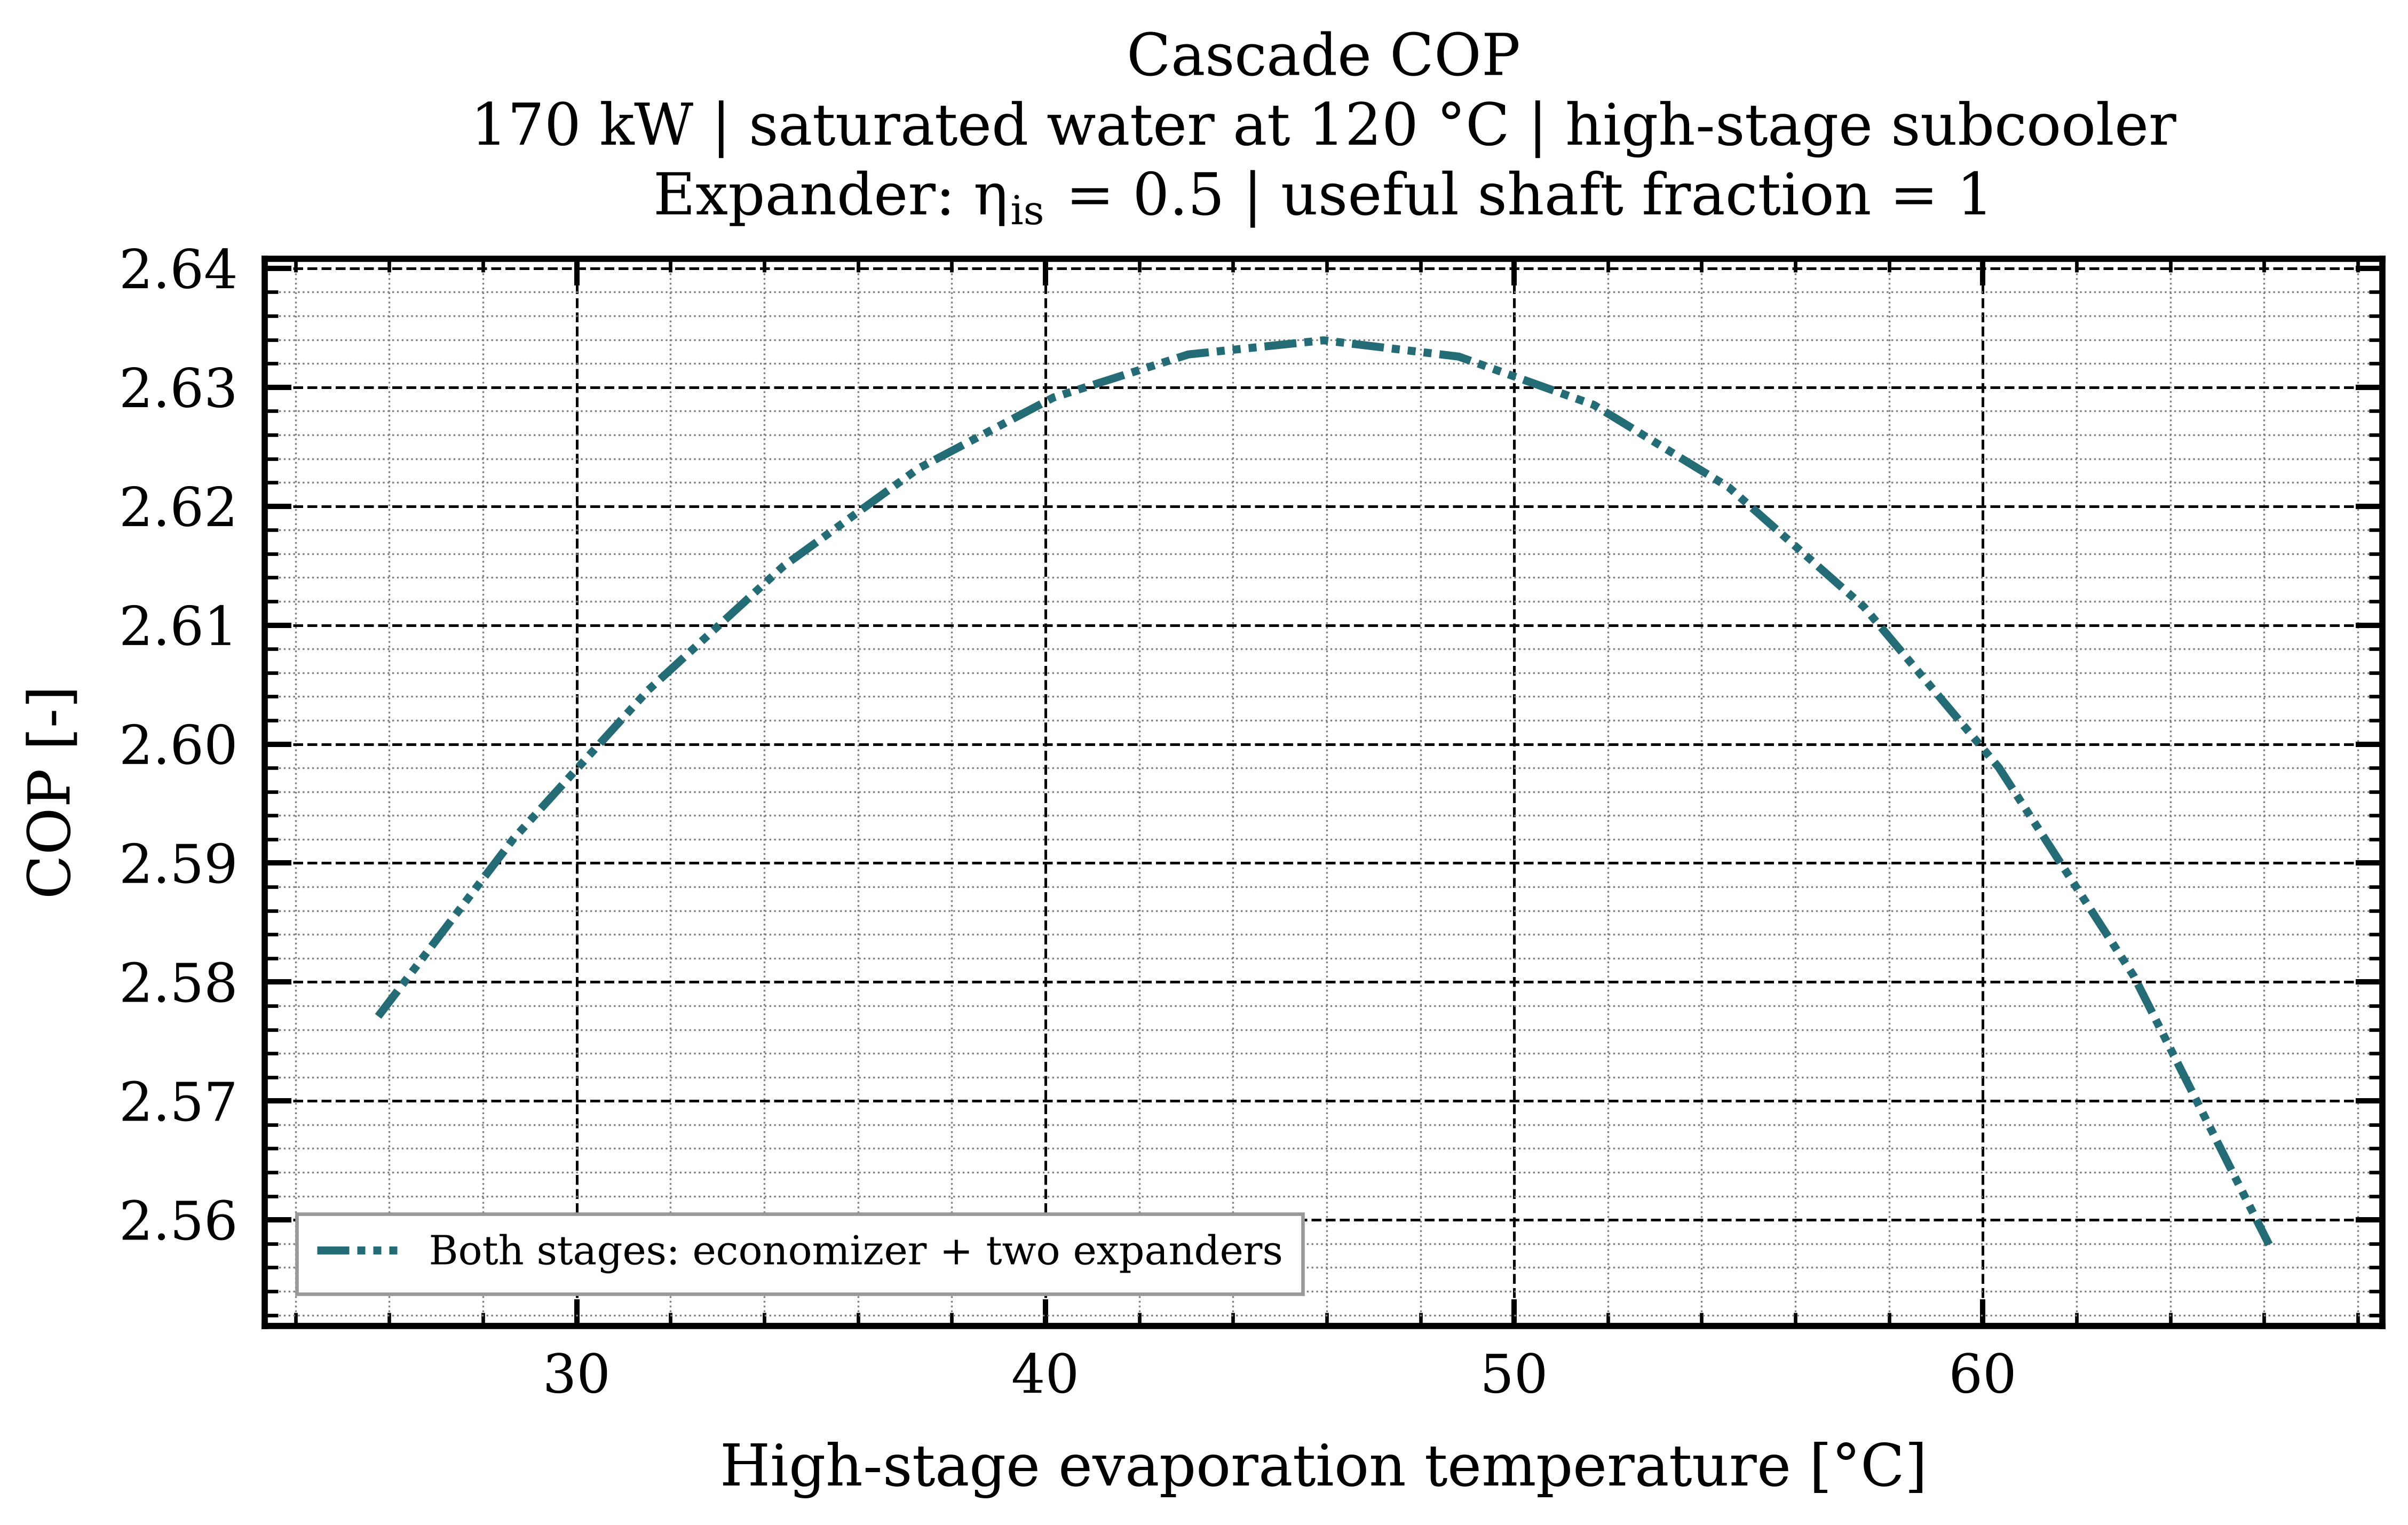 Cascade COP
170 kW | saturated water at 120 °C | high-stage subcooler
Expander: ηis = 0.5 | useful shaft fraction = 1
2.64
2.63
2.62
2.61
2.60
2.59
2.58
2.57
2.56
COP [-]
Both stages: economizer + two expanders
30 40 50 60
High-stage evaporation temperature [°C]